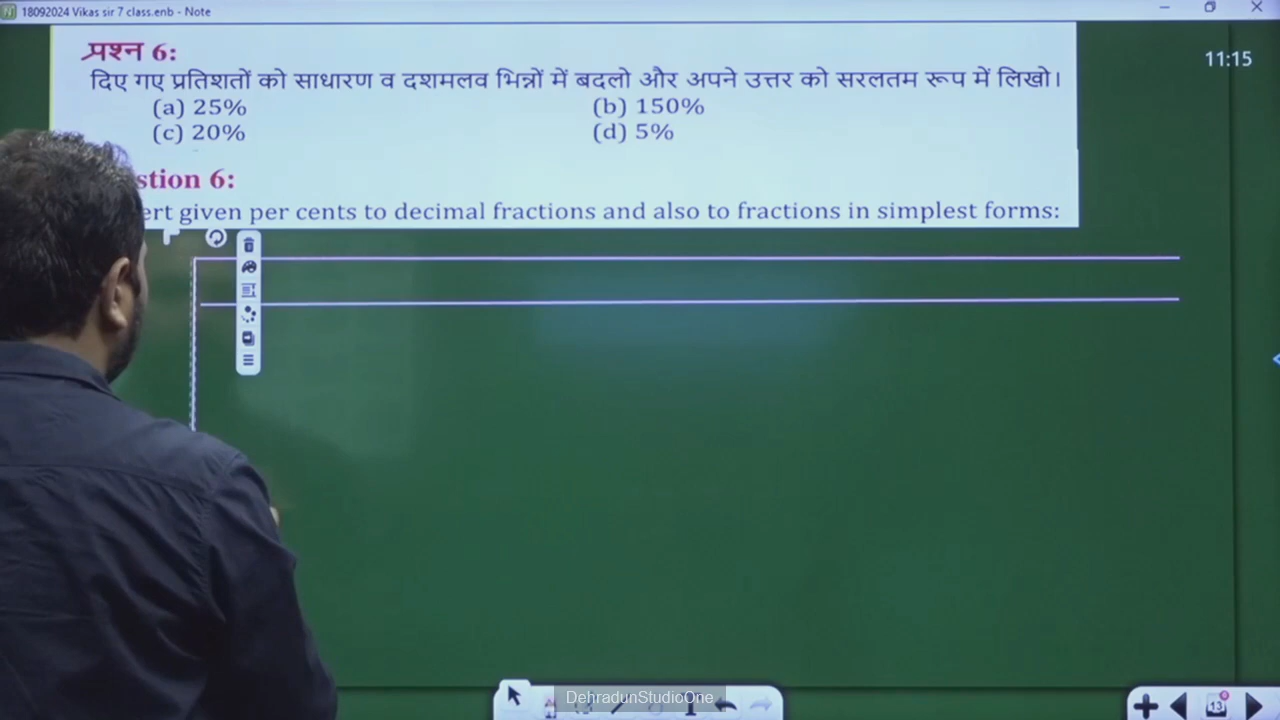 18092024 Vikas sir 7 class.enb - Note
11:15
प्रश्न 6:
दिए गए प्रतिशतों को साधारण व दशमलव भिन्नों में बदलो और अपने उत्तर को सरलतम रूप में लिखो।
(a) 25% (b) 150%
(c) 20% (d) 5%
stion 6:
ert given per cents to decimal fractions and also to fractions in simplest forms:
DehradunStudioOne
13